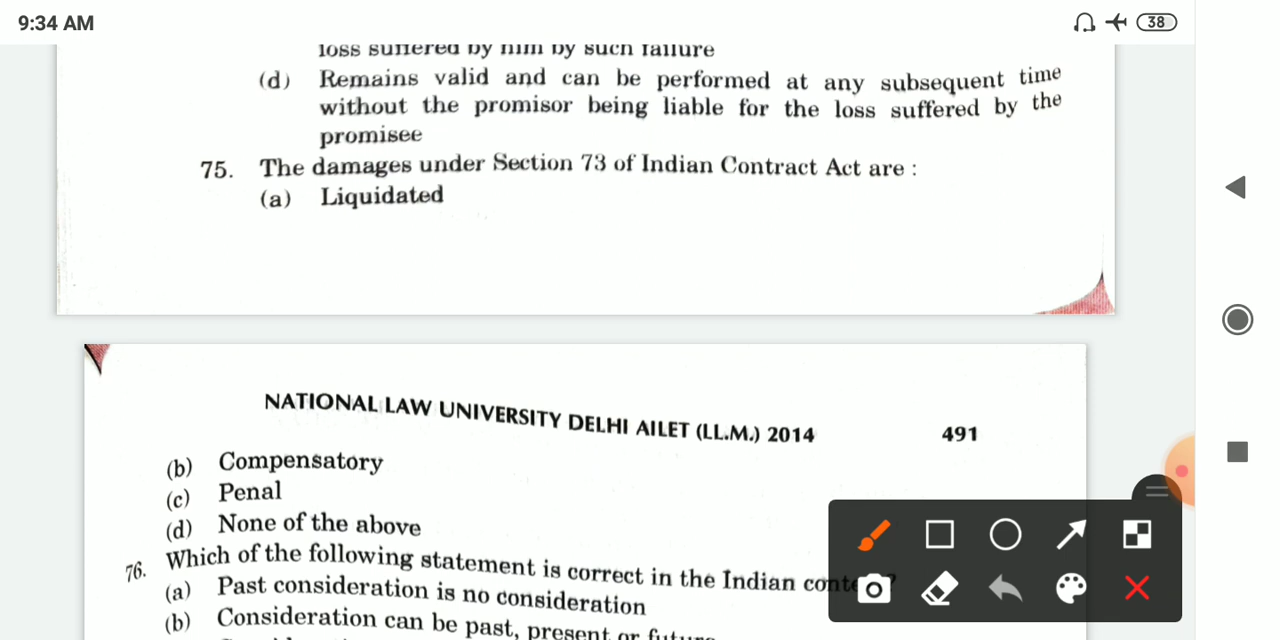 9:34 AM
38
loss suffered by him by such failure
(d) Remains valid and can be performed at any subsequent time
without the promisor being liable for the loss suffered by the
promisee
75. The damages under Section 73 of Indian Contract Act are :
(a) Liquidated
NATIONAL LAW UNIVERSITY DELHI AILET (LL.M.) 2014
491
(b) Compensatory
(c) Penal
(d) None of the above
76. Which of the following statement is correct in the Indian
(a) Past consideration is no consideration
(b) Consideration can be past, present or future